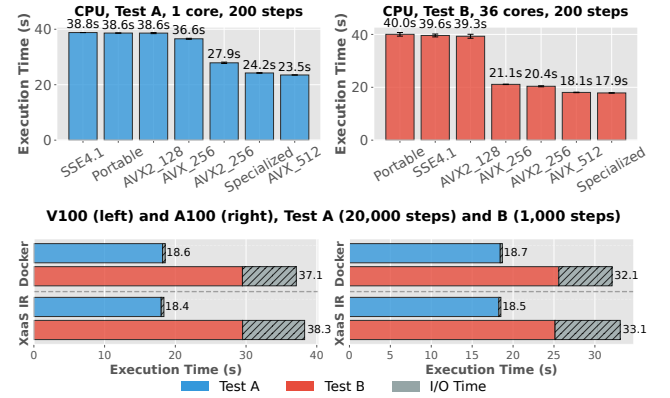 CPU, Test A, 1 core, 200 steps
38.8s 38.6s 38.6s 36.6s 27.9s 24.2s 23.5s
Execution Time (s)
40
20
0
SSE4.1 Portable AVX2_128 AVX_256 AVX2_256 Specialized AVX_512
CPU, Test B, 36 cores, 200 steps
40.0s 39.6s 39.3s 21.1s 20.4s 18.1s 17.9s
Execution Time (s)
40
20
0
Portable SSE4.1 AVX2_128 AVX_256 AVX2_256 AVX_512 Specialized
V100 (left) and A100 (right), Test A (20,000 steps) and B (1,000 steps)
Docker
18.6
37.1
XaaS IR
18.4
38.3
0 10 20 30 40
Execution Time (s)
Docker
18.7
32.1
XaaS IR
18.5
33.1
0 5 10 15 20 25 30
Execution Time (s)
Test A Test B I/O Time